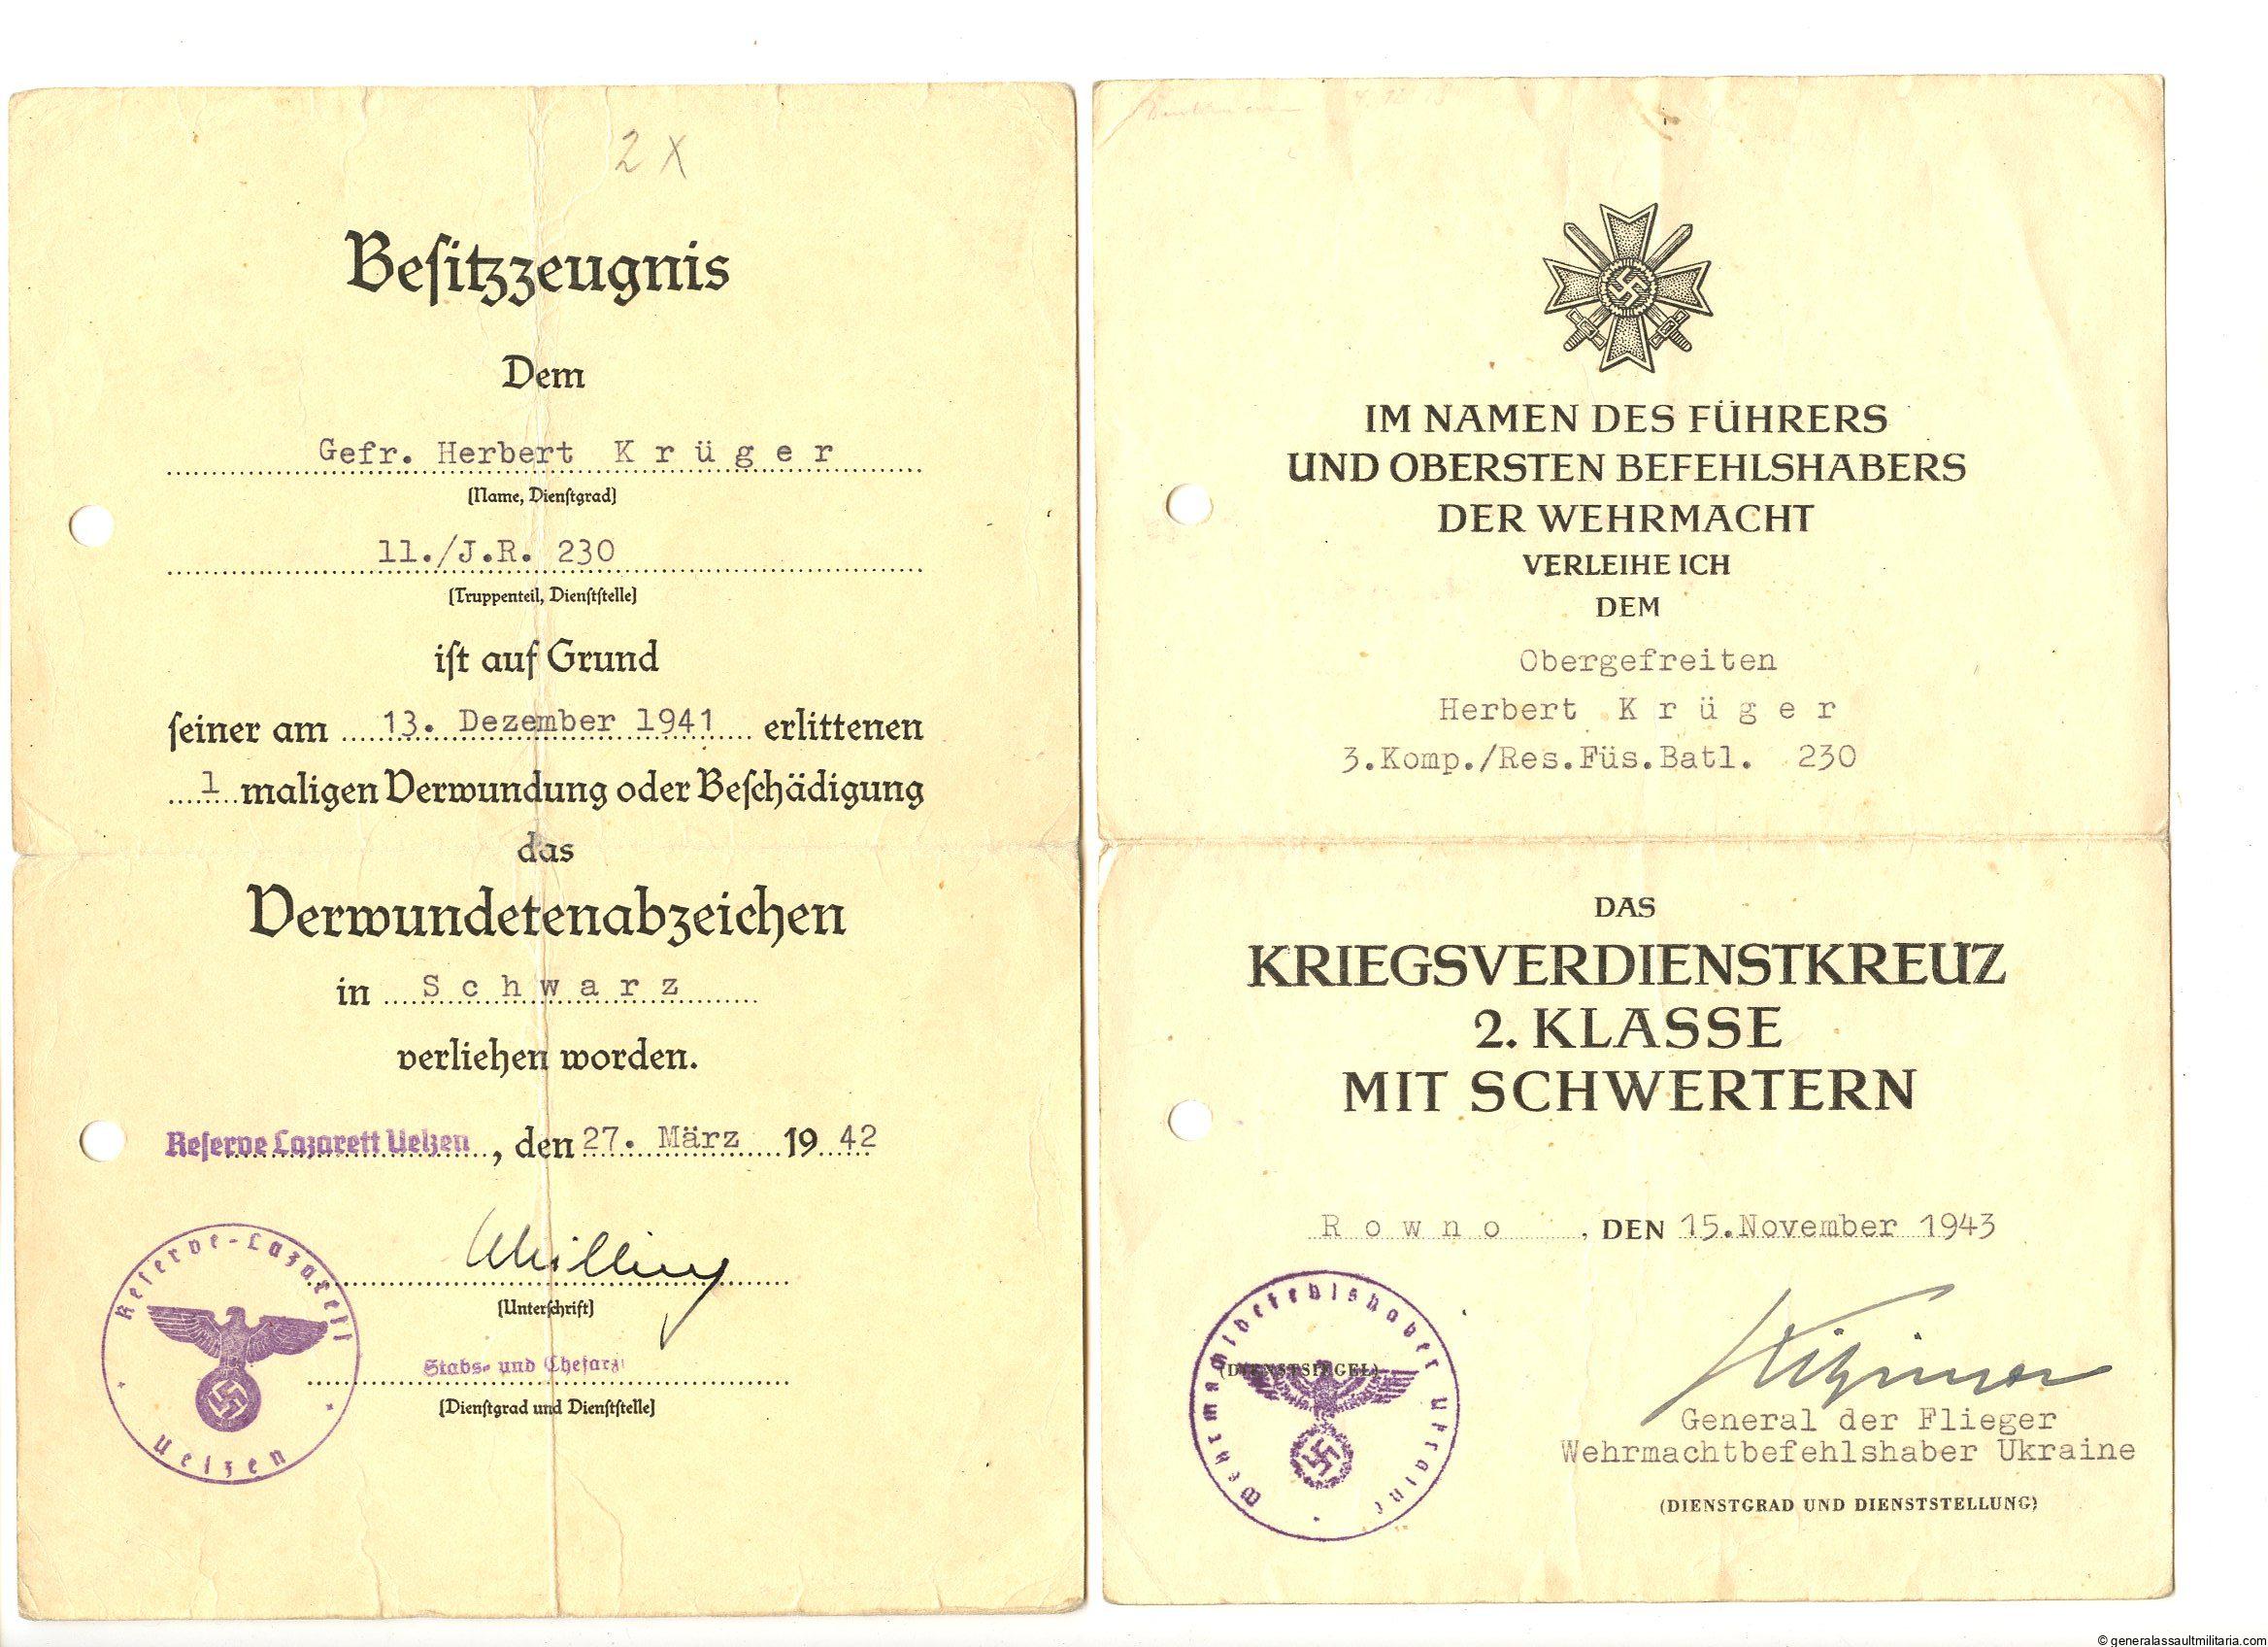 2 X
Besitzzeugnis
Dem
Gefr. Herbert K r ü g e r
(Name, Dienstgrad)
11./J.R. 230
(Truppenteil, Dienststelle)
ist auf Grund
seiner am 13. Dezember 1941 erlittenen
1 maligen Verwundung oder Beschädigung
das
Verwundetenabzeichen
in S c h w a r z
verliehen worden.
Reserve Lazarett Uelzen, den 27. März 1942
(Unterschrift)
Stabs- und Chefarzt
(Dienstgrad und Dienststelle)
Reserve-Lazarett
Uelzen
IM NAMEN DES FÜHRERS
UND OBERSTEN BEFEHLSHABERS
DER WEHRMACHT
VERLEIHE ICH
DEM
Obergefreiten
Herbert K r ü g e r
3.Komp./Res.Füs.Batl. 230
DAS
KRIEGSVERDIENSTKREUZ
2. KLASSE
MIT SCHWERTERN
R o w n o , DEN 15.November 1943
(DIENSTSIEGEL)
Wehrmachtbefehlshaber Ukraine
General der Flieger
Wehrmachtbefehlshaber Ukraine
(DIENSTGRAD UND DIENSTSTELLUNG)
© generalassaultmilitaria.com